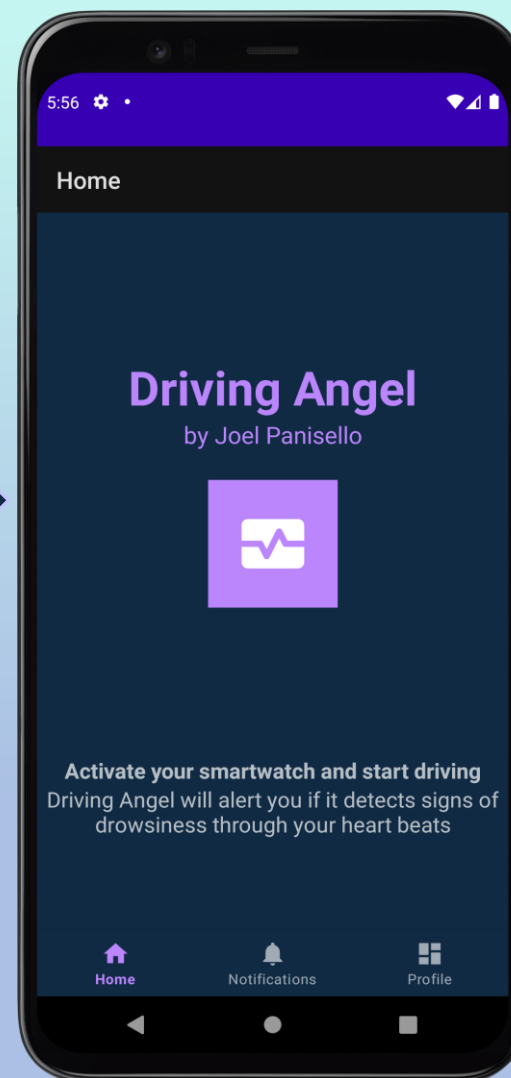 5:56
Home
Driving Angel
by Joel Panisello
Activate your smartwatch and start driving
Driving Angel will alert you if it detects signs of
drowsiness through your heart beats
Home Notifications Profile